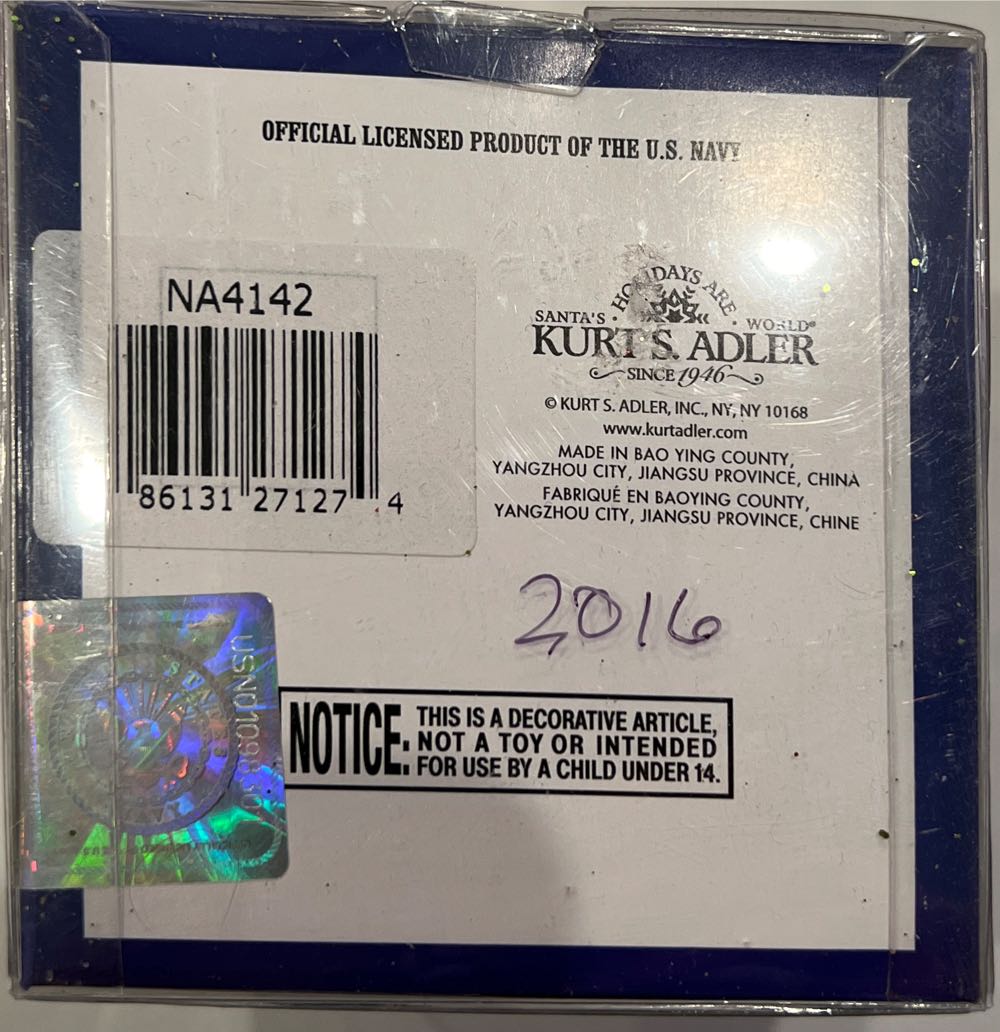 OFFICIAL LICENSED PRODUCT OF THE U.S. NAVY
NA4142
86131 27127 4
HOLIDAYS ARE
SANTA'S · WORLD®
KURT S. ADLER
SINCE 1946
© KURT S. ADLER, INC., NY, NY 10168
www.kurtadler.com
MADE IN BAO YING COUNTY,
YANGZHOU CITY, JIANGSU PROVINCE, CHINA
FABRIQUÉ EN BAOYING COUNTY,
YANGZHOU CITY, JIANGSU PROVINCE, CHINE
2016
NOTICE: THIS IS A DECORATIVE ARTICLE,
NOT A TOY OR INTENDED
FOR USE BY A CHILD UNDER 14.